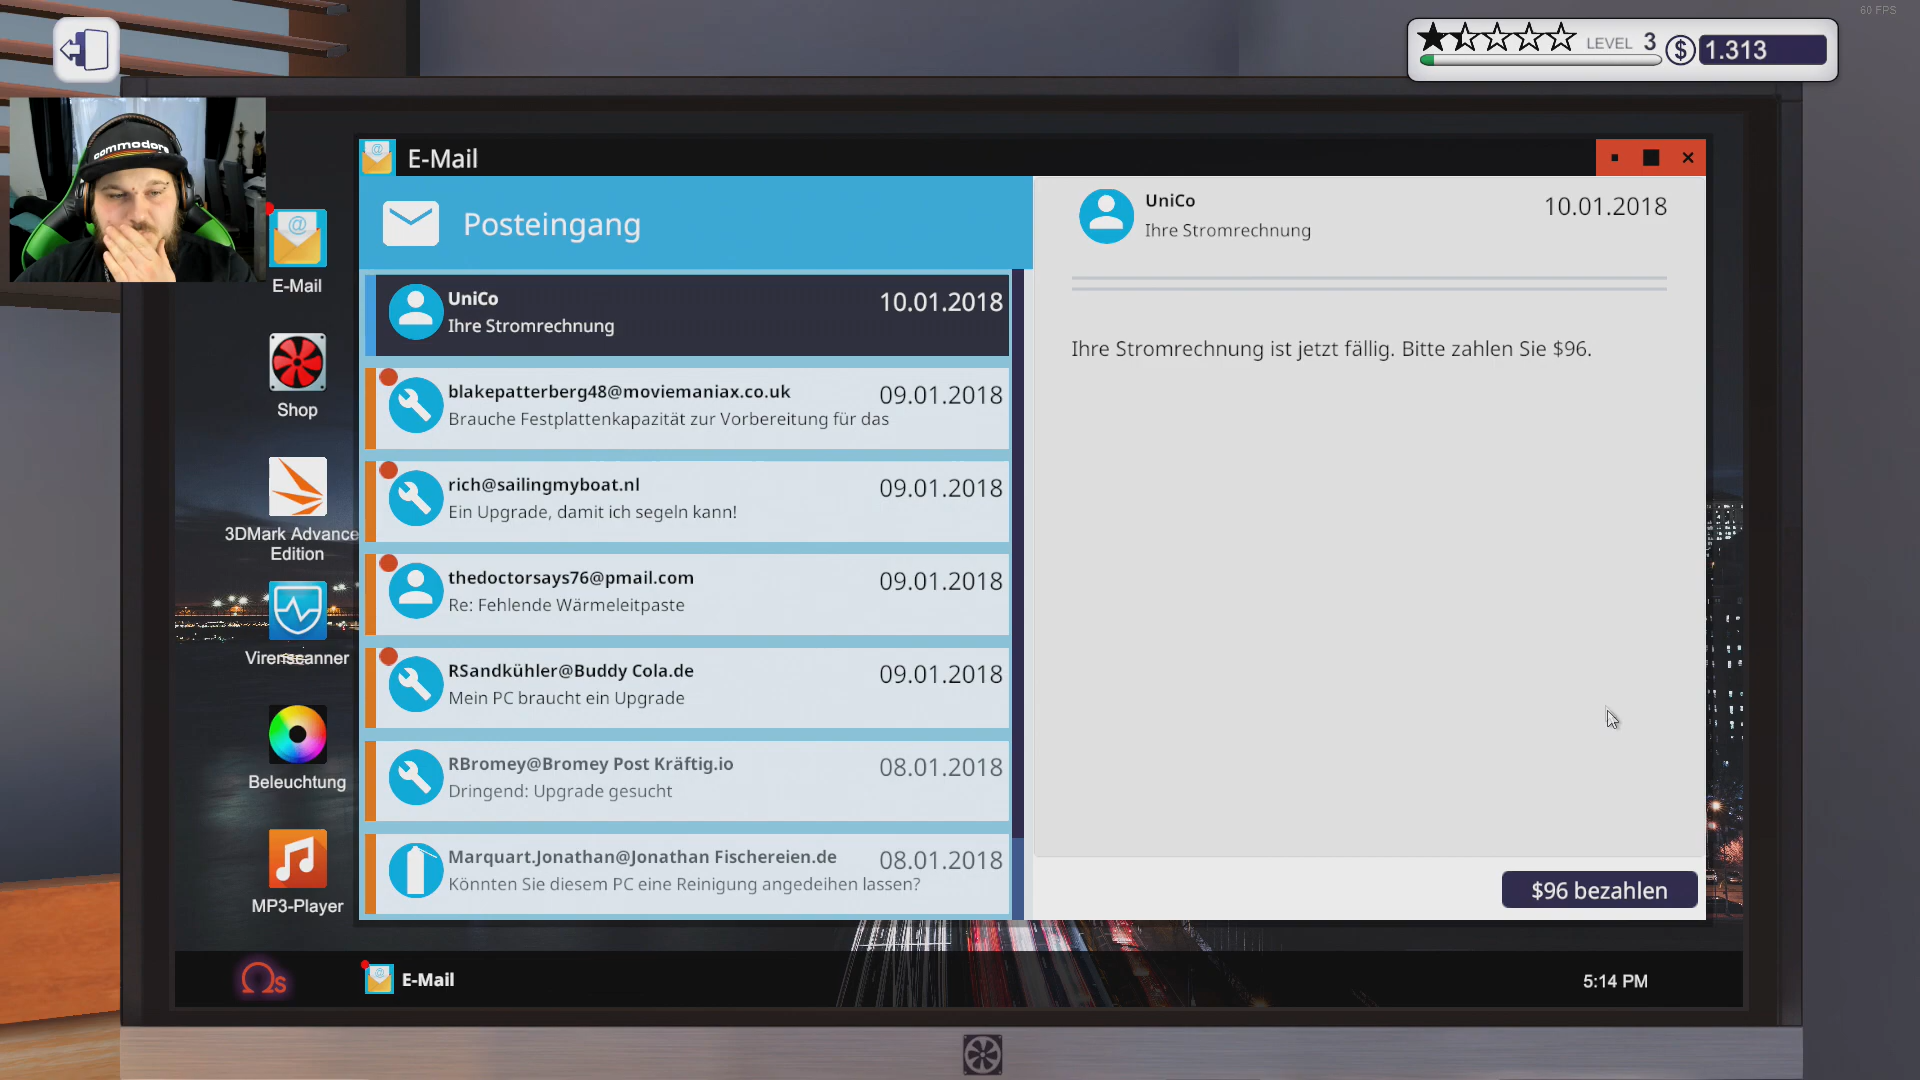 60 FPS
LEVEL 3
$ 1.313
commodore
E-Mail
Posteingang
UniCo
10.01.2018
Ihre Stromrechnung
blakepatterberg48@moviemaniax.co.uk
09.01.2018
Brauche Festplattenkapazität zur Vorbereitung für das
rich@sailingmyboat.nl
09.01.2018
Ein Upgrade, damit ich segeln kann!
thedoctorsays76@pmail.com
09.01.2018
Re: Fehlende Wärmeleitpaste
RSandkühler@Buddy Cola.de
09.01.2018
Mein PC braucht ein Upgrade
RBromey@Bromey Post Kräftig.io
08.01.2018
Dringend: Upgrade gesucht
Marquart.Jonathan@Jonathan Fischereien.de
08.01.2018
Könnten Sie diesem PC eine Reinigung angedeihen lassen?
UniCo
10.01.2018
Ihre Stromrechnung
Ihre Stromrechnung ist jetzt fällig. Bitte zahlen Sie $96.
$96 bezahlen
E-Mail
Shop
3DMark Advance
Edition
Virenscanner
Beleuchtung
MP3-Player
Ωs
E-Mail
5:14 PM